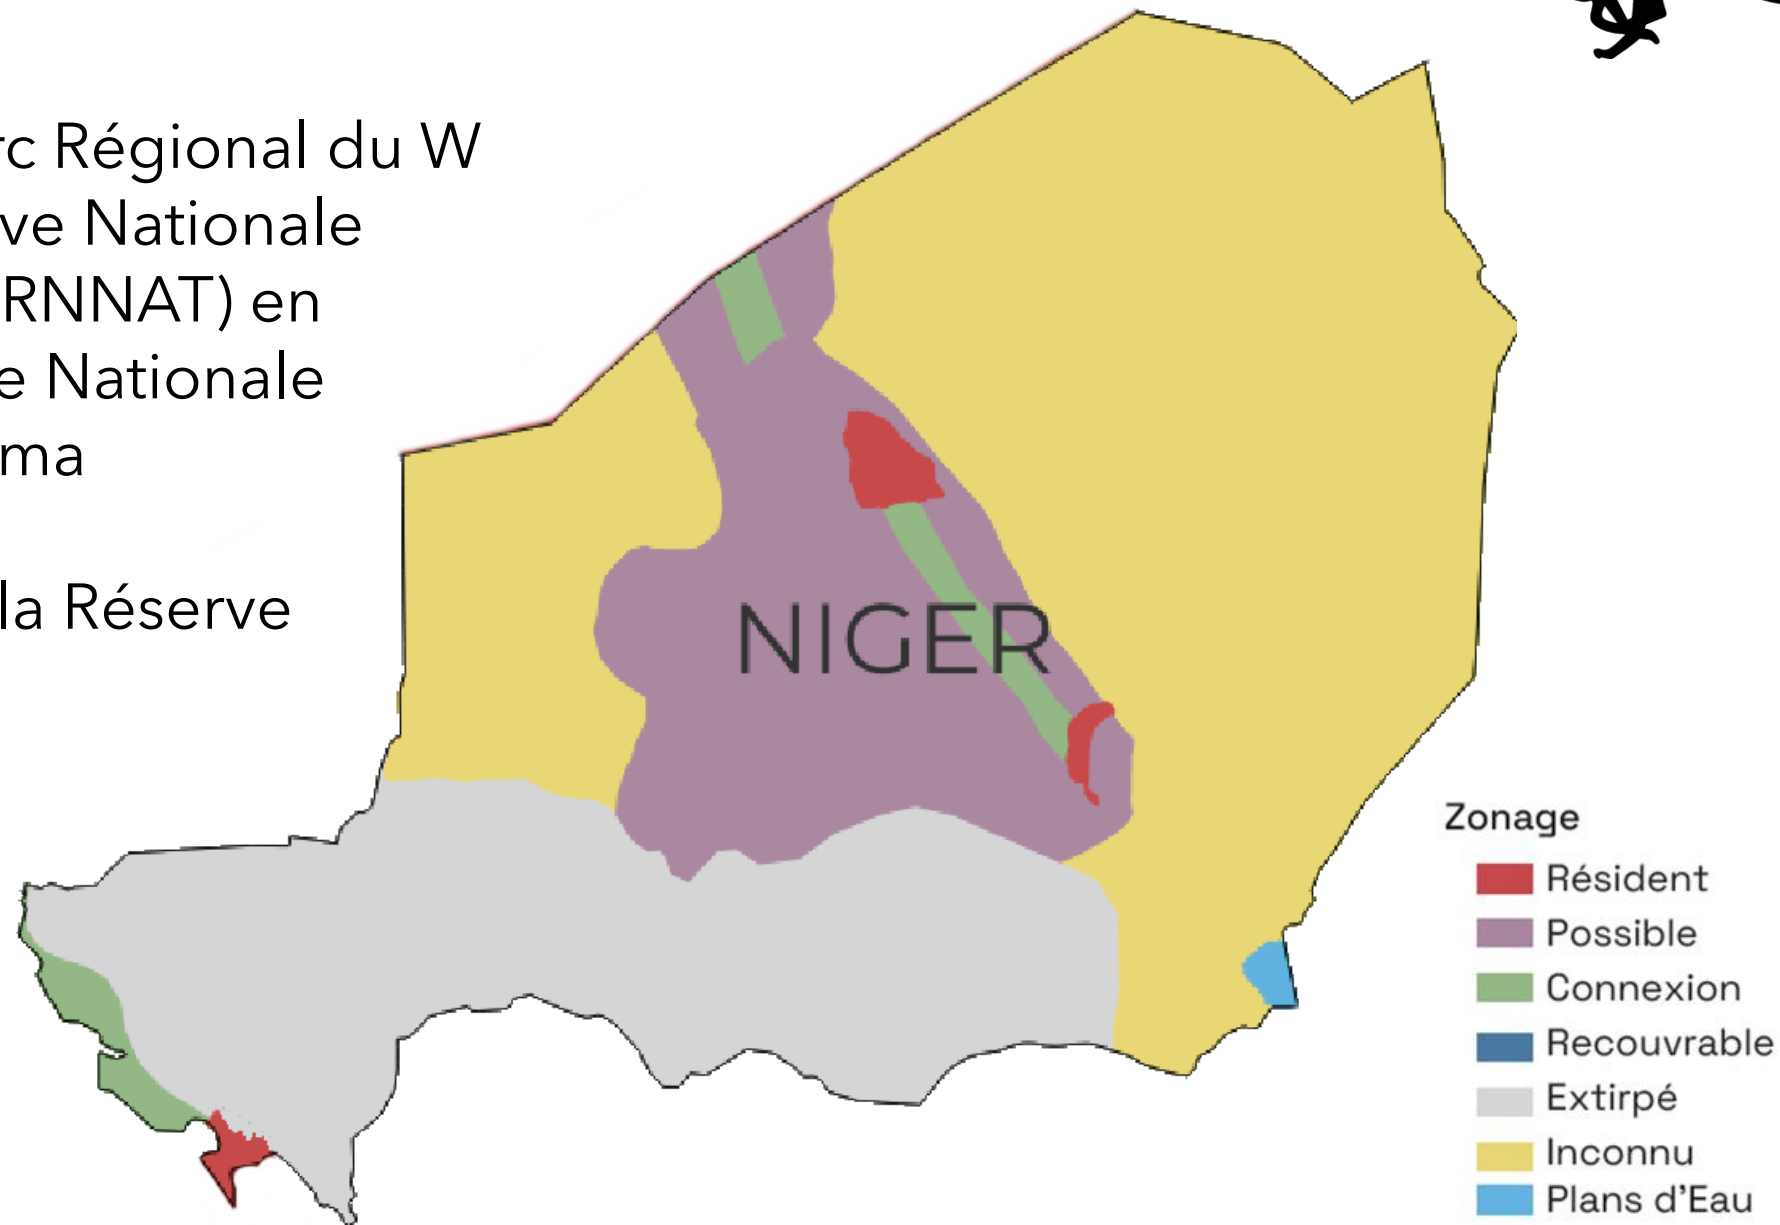 rc Régional du W
ve Nationale
RNNAT) en
e Nationale
ma
la Réserve
NIGER
Zonage
Résident
Possible
Connexion
Recouvrable
Extirpé
Inconnu
Plans d'Eau